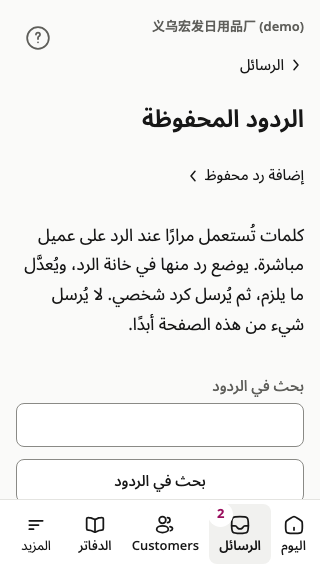 义乌宏发日用品厂 (demo)
الرسائل
الردود المحفوظة
إضافة رد محفوظ
كلمات تُستعمل مرارًا عند الرد على عميل
مباشرة. يوضع رد منها في خانة الرد، ويُعدَّل
ما يلزم، ثم يُرسل كرد شخصي. لا يُرسل
شيء من هذه الصفحة أبدًا.
بحث في الردود
بحث في الردود
اليوم
2
الرسائل
Customers
الدفاتر
المزيد